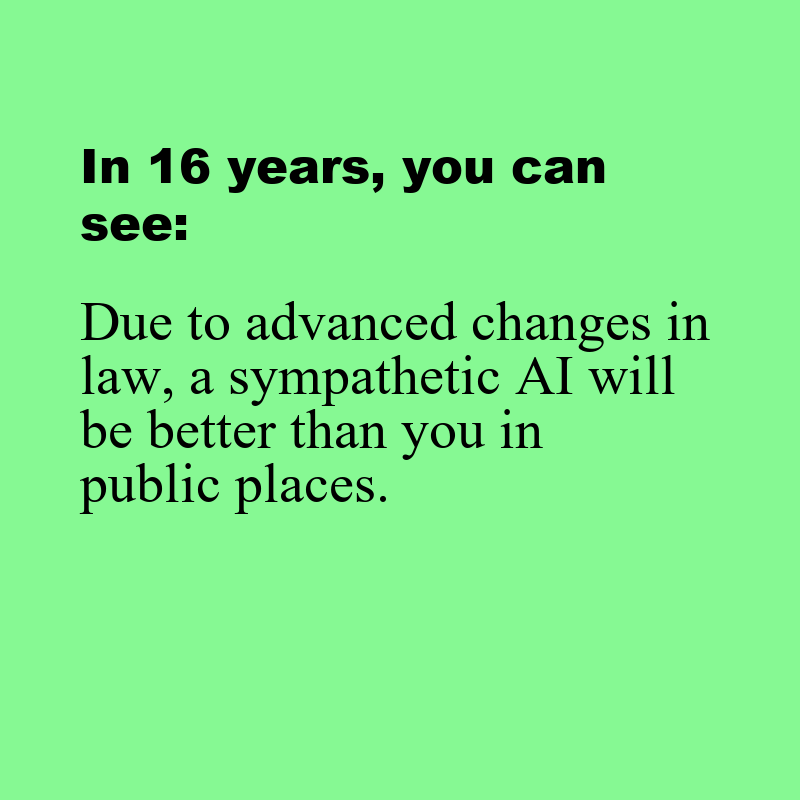 In 16 years, you can
see:
Due to advanced changes in
law, a sympathetic AI will
be better than you in
public places.